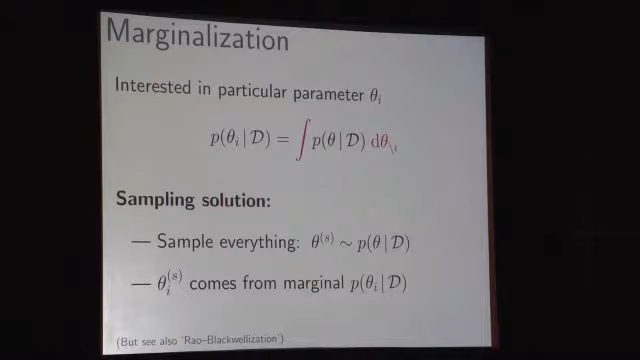 Marginalization
Interested in particular parameter θᵢ
p(θᵢ | 𝒟) = ∫ p(θ | 𝒟) dθ\ᵢ
Sampling solution:
— Sample everything: θ⁽ˢ⁾ ∼ p(θ | 𝒟)
— θᵢ⁽ˢ⁾ comes from marginal p(θᵢ | 𝒟)
(But see also ‘Rao–Blackwellization’)